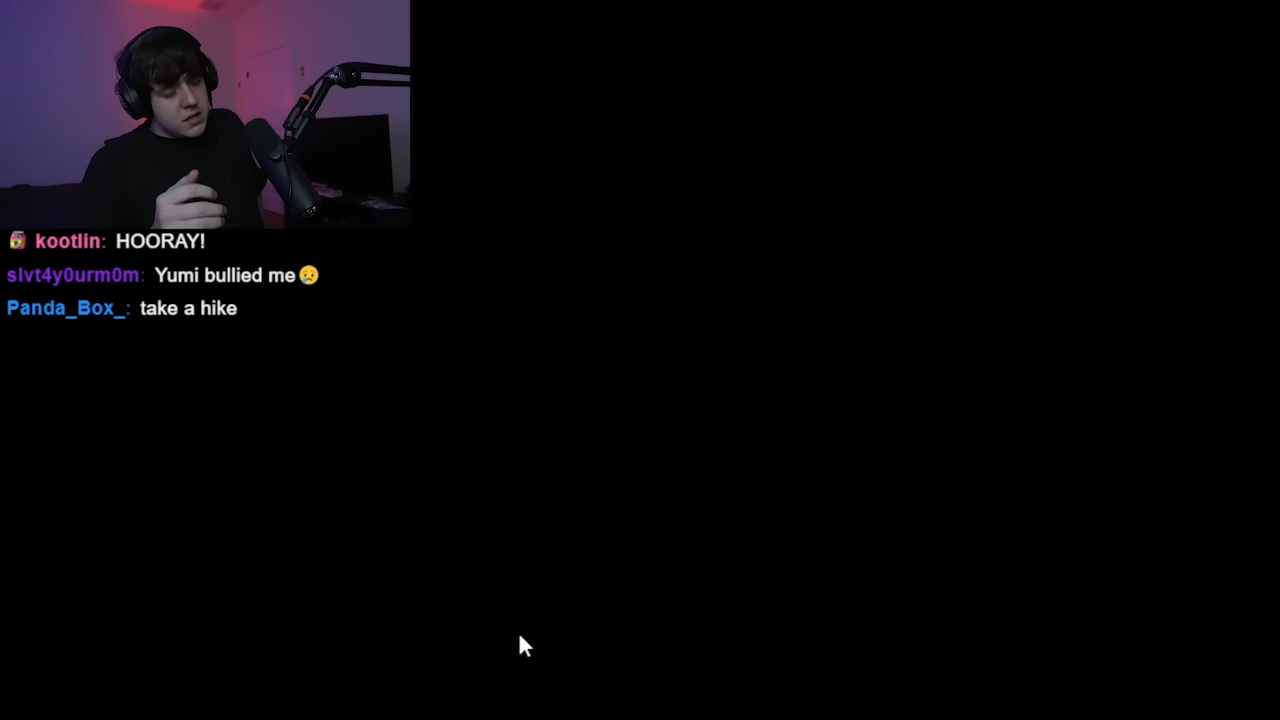 kootlin: HOORAY!
slvt4y0urm0m: Yumi bullied me😥
Panda_Box_: take a hike